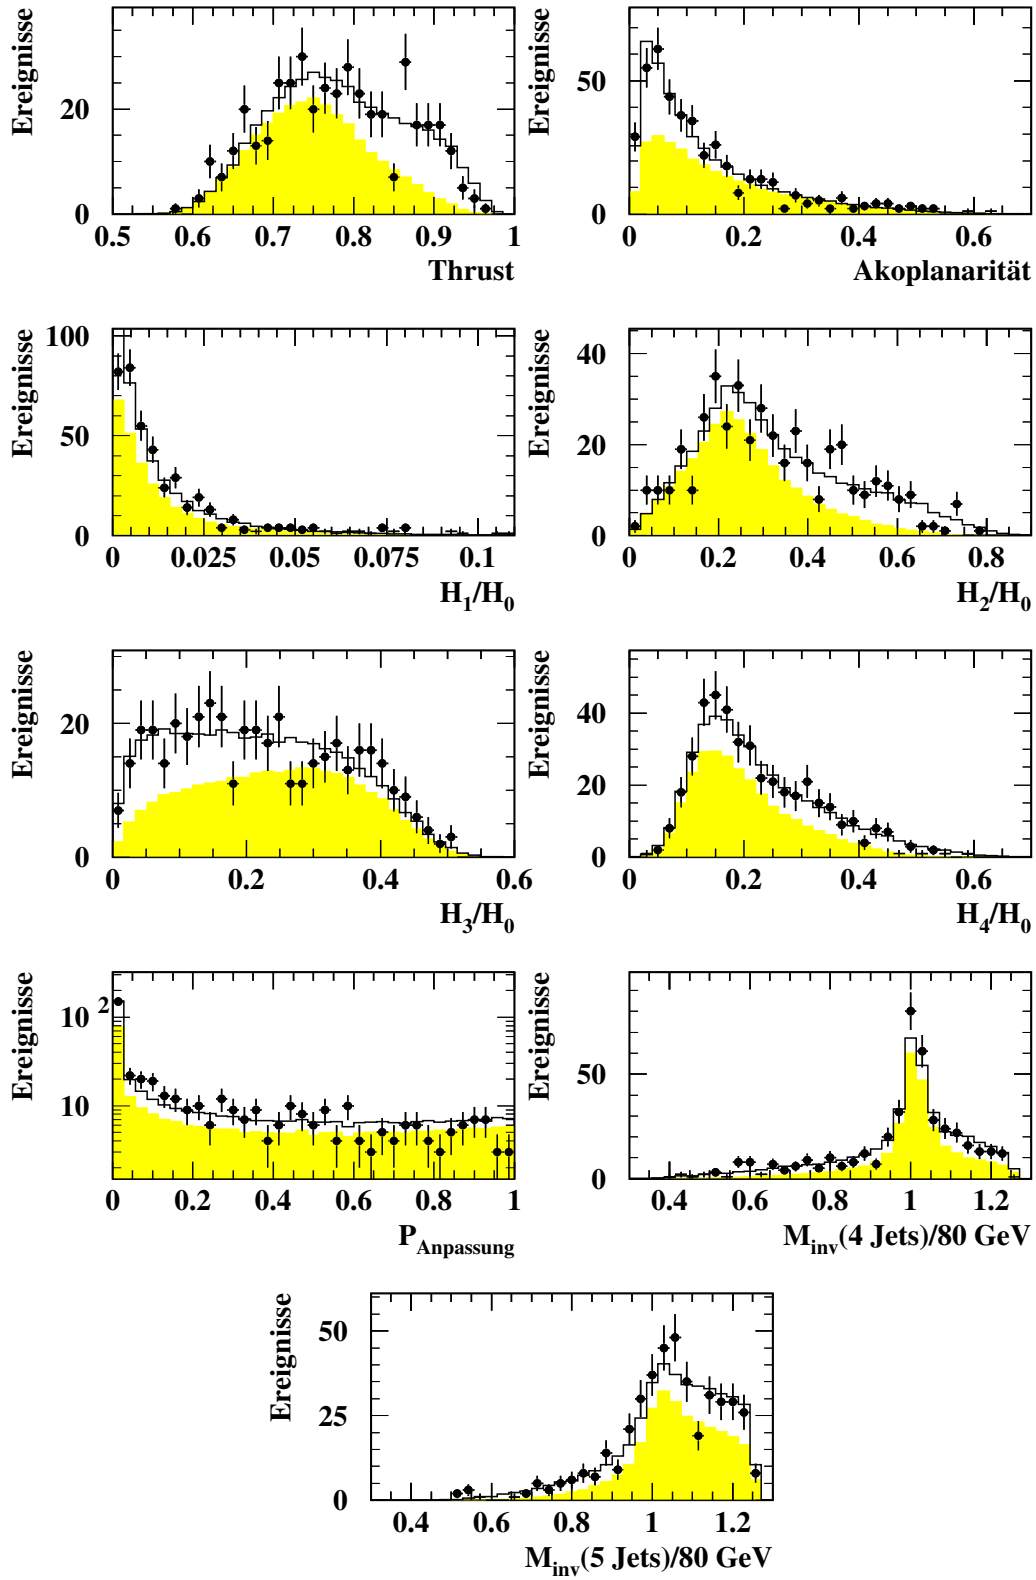 Ereignisse
20
0
0.5 0.6 0.7 0.8 0.9 1
Thrust
Ereignisse
50
0
0 0.2 0.4 0.6
Akoplanarität
Ereignisse
100
50
0
0 0.025 0.05 0.075 0.1
H1/H0
Ereignisse
40
20
0
0 0.2 0.4 0.6 0.8
H2/H0
Ereignisse
20
0
0 0.2 0.4 0.6
H3/H0
Ereignisse
40
20
0
0 0.2 0.4 0.6
H4/H0
Ereignisse
10 2
10
0 0.2 0.4 0.6 0.8 1
PAnpassung
Ereignisse
50
0
0.4 0.6 0.8 1 1.2
Minv(4 Jets)/80 GeV
Ereignisse
50
25
0
0.4 0.6 0.8 1 1.2
Minv(5 Jets)/80 GeV